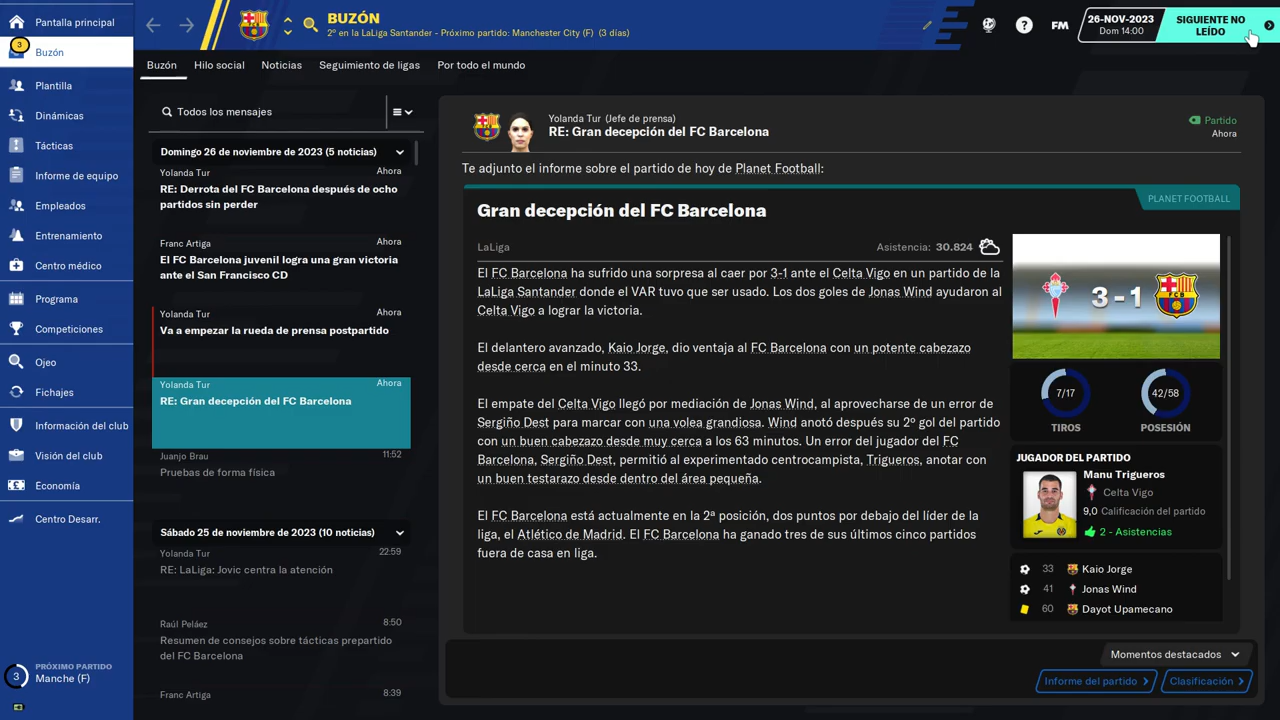 Pantalla principal
3
Buzón
Plantilla
Dinámicas
Tácticas
Informe de equipo
Empleados
Entrenamiento
Centro médico
Programa
Competiciones
Ojeo
Fichajes
Información del club
Visión del club
Economía
Centro Desarr.
3
PRÓXIMO PARTIDO
Manche (F)
BUZÓN
2º en la LaLiga Santander - Próximo partido: Manchester City (F) (3 días)
FM
26-NOV-2023
Dom 14:00
SIGUIENTE NO
LEÍDO
Buzón
Hilo social
Noticias
Seguimiento de ligas
Por todo el mundo
Todos los mensajes
Domingo 26 de noviembre de 2023 (5 noticias)
Yolanda Tur
Ahora
RE: Derrota del FC Barcelona después de ocho
partidos sin perder
Franc Artiga
Ahora
El FC Barcelona juvenil logra una gran victoria
ante el San Francisco CD
Yolanda Tur
Ahora
Va a empezar la rueda de prensa postpartido
Yolanda Tur
Ahora
RE: Gran decepción del FC Barcelona
Juanjo Brau
11:52
Pruebas de forma física
Sábado 25 de noviembre de 2023 (10 noticias)
Yolanda Tur
22:59
RE: LaLiga: Jovic centra la atención
Raúl Peláez
8:50
Resumen de consejos sobre tácticas prepartido
del FC Barcelona
Franc Artiga
8:39
Yolanda Tur (Jefe de prensa)
RE: Gran decepción del FC Barcelona
Partido
Ahora
Te adjunto el informe sobre el partido de hoy de Planet Football:
PLANET FOOTBALL
Gran decepción del FC Barcelona
LaLiga
Asistencia: 30.824
El FC Barcelona ha sufrido una sorpresa al caer por 3-1 ante el Celta Vigo en un partido de la
LaLiga Santander donde el VAR tuvo que ser usado. Los dos goles de Jonas Wind ayudaron al
Celta Vigo a lograr la victoria.
El delantero avanzado, Kaio Jorge, dio ventaja al FC Barcelona con un potente cabezazo
desde cerca en el minuto 33.
El empate del Celta Vigo llegó por mediación de Jonas Wind, al aprovecharse de un error de
Sergiño Dest para marcar con una volea grandiosa. Wind anotó después su 2º gol del partido
con un buen cabezazo desde muy cerca a los 63 minutos. Un error del jugador del FC
Barcelona, Sergiño Dest, permitió al experimentado centrocampista, Trigueros, anotar con
un buen testarazo desde dentro del área pequeña.
El FC Barcelona está actualmente en la 2ª posición, dos puntos por debajo del líder de la
liga, el Atlético de Madrid. El FC Barcelona ha ganado tres de sus últimos cinco partidos
fuera de casa en liga.
3 - 1
7/17
TIROS
42/58
POSESIÓN
JUGADOR DEL PARTIDO
Manu Trigueros
Celta Vigo
9,0 Calificación del partido
2 - Asistencias
33 Kaio Jorge
41 Jonas Wind
60 Dayot Upamecano
Momentos destacados
Informe del partido
Clasificación